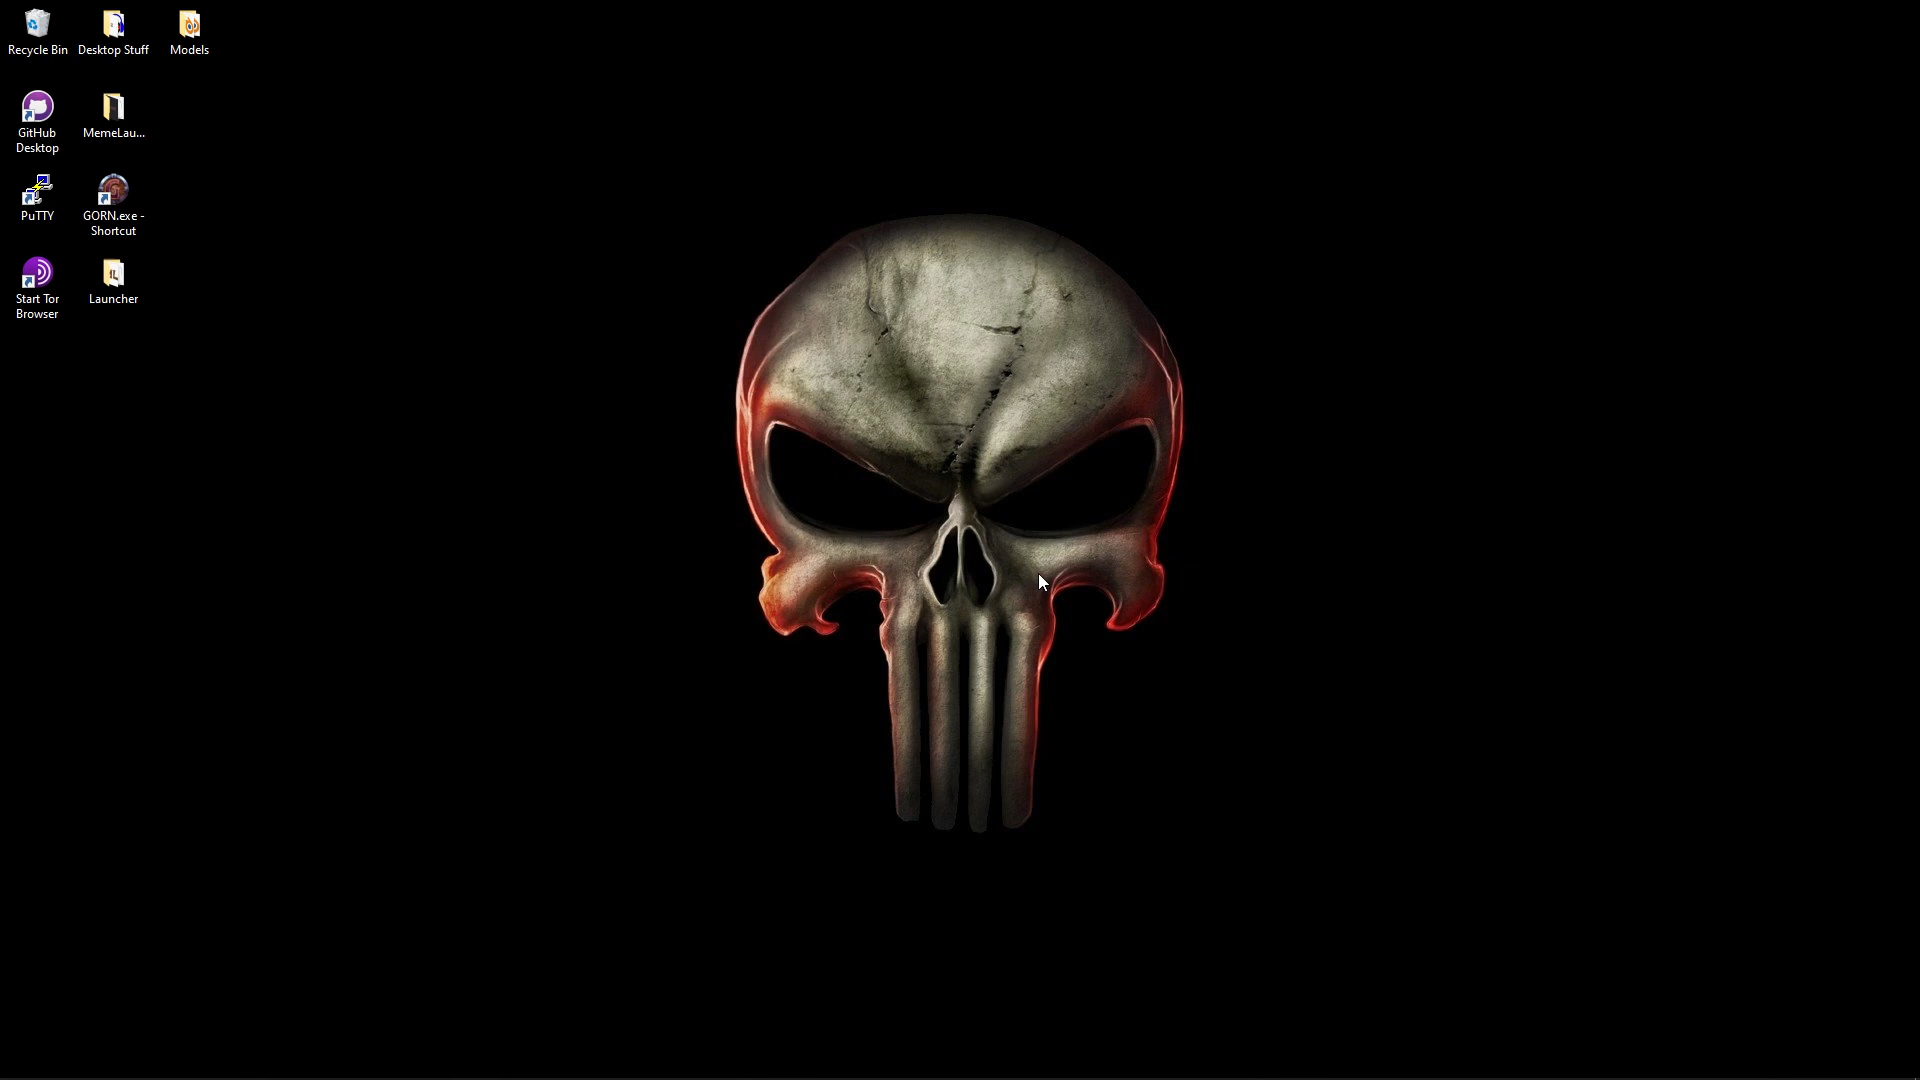 Recycle Bin
Desktop Stuff
Models
GitHub
Desktop
MemeLau...
PuTTY
GORN.exe -
Shortcut
Start Tor
Browser
Launcher